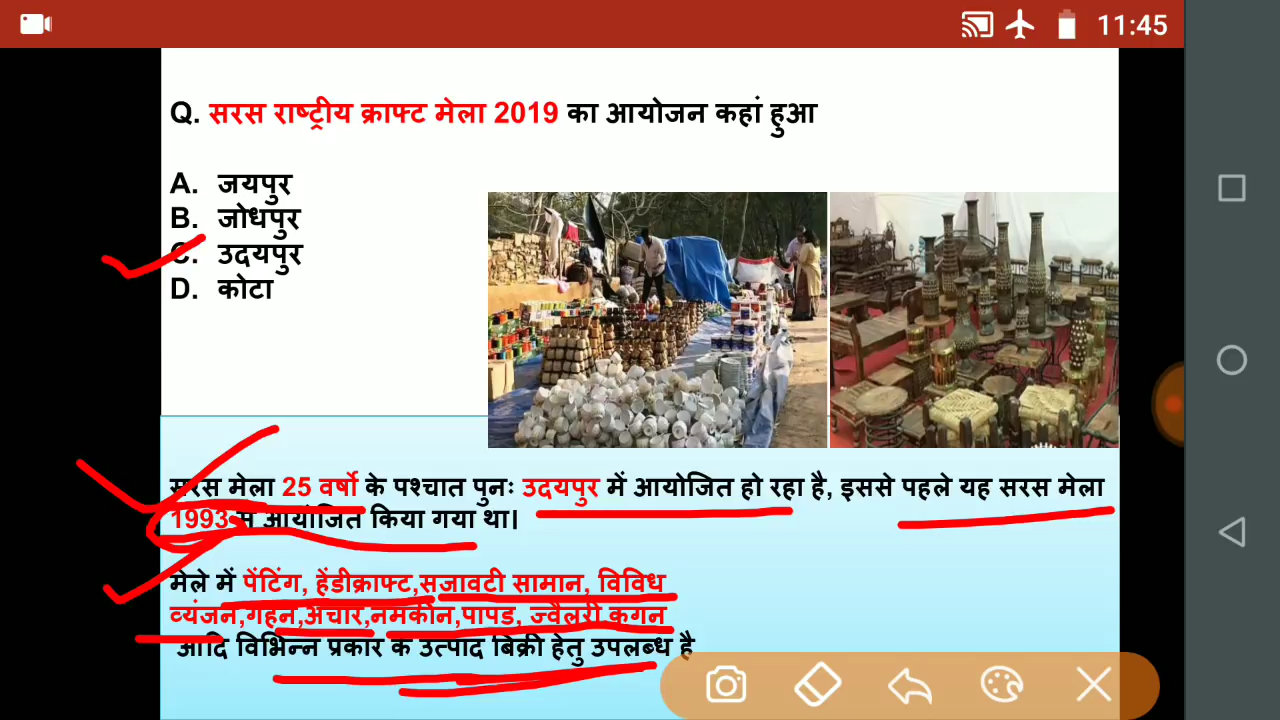 11:45
Q. सरस राष्ट्रीय क्राफ्ट मेला 2019 का आयोजन कहां हुआ
A. जयपुर
B. जोधपुर
C. उदयपुर
D. कोटा
सरस मेला 25 वर्षो के पश्चात पुनः उदयपुर में आयोजित हो रहा है, इससे पहले यह सरस मेला
1993 से आयोजित किया गया था।
मेले में पेंटिंग, हेंडीक्राफ्ट,सजावटी सामान, विविध
व्यंजन,गहन,अचार,नमकीन,पापड, ज्वैलरी,कगन
आदि विभिन्न प्रकार क उत्पाद बिक्री हेतु उपलब्ध है